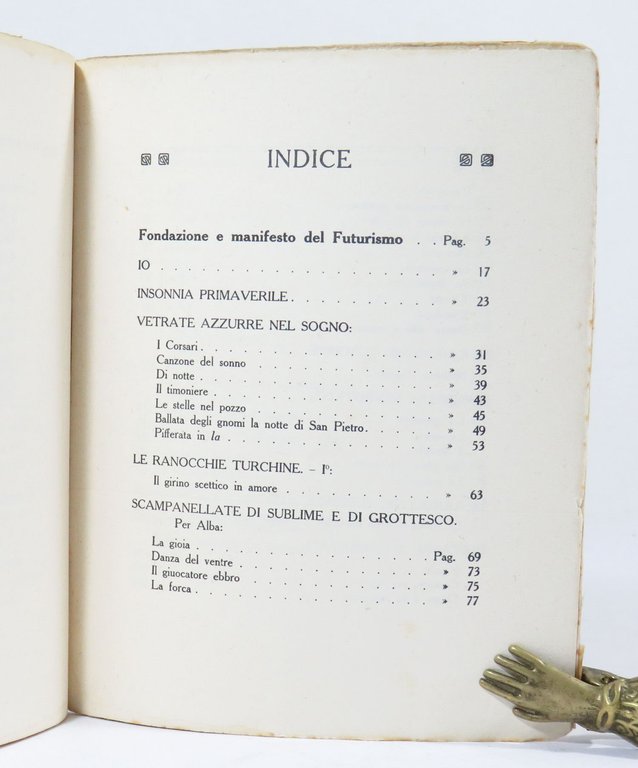 INDICE
Fondazione e manifesto del Futurismo . . Pag. 5
IO . . . . . . . . . . . . . . . . . » 17
INSONNIA PRIMAVERILE . . . . . . . . . » 23
VETRATE AZZURRE NEL SOGNO:
I Corsari . . . . . . . . . . . . . . » 31
Canzone del sonno . . . . . . . . . . . » 35
Di notte . . . . . . . . . . . . . . » 39
Il timoniere . . . . . . . . . . . . . » 43
Le stelle nel pozzo . . . . . . . . . . . » 45
Ballata degli gnomi la notte di San Pietro . . . . » 49
Pifferata in la . . . . . . . . . . . . » 53
LE RANOCCHIE TURCHINE. – Iº:
Il girino scettico in amore . . . . . . . . . » 63
SCAMPANELLATE DI SUBLIME E DI GROTTESCO.
Per Alba:
La gioia . . . . . . . . . . . . . Pag. 69
Danza del ventre . . . . . . . . . . . » 73
Il giuocatore ebbro . . . . . . . . . . » 75
La forca . . . . . . . . . . . . . . » 77